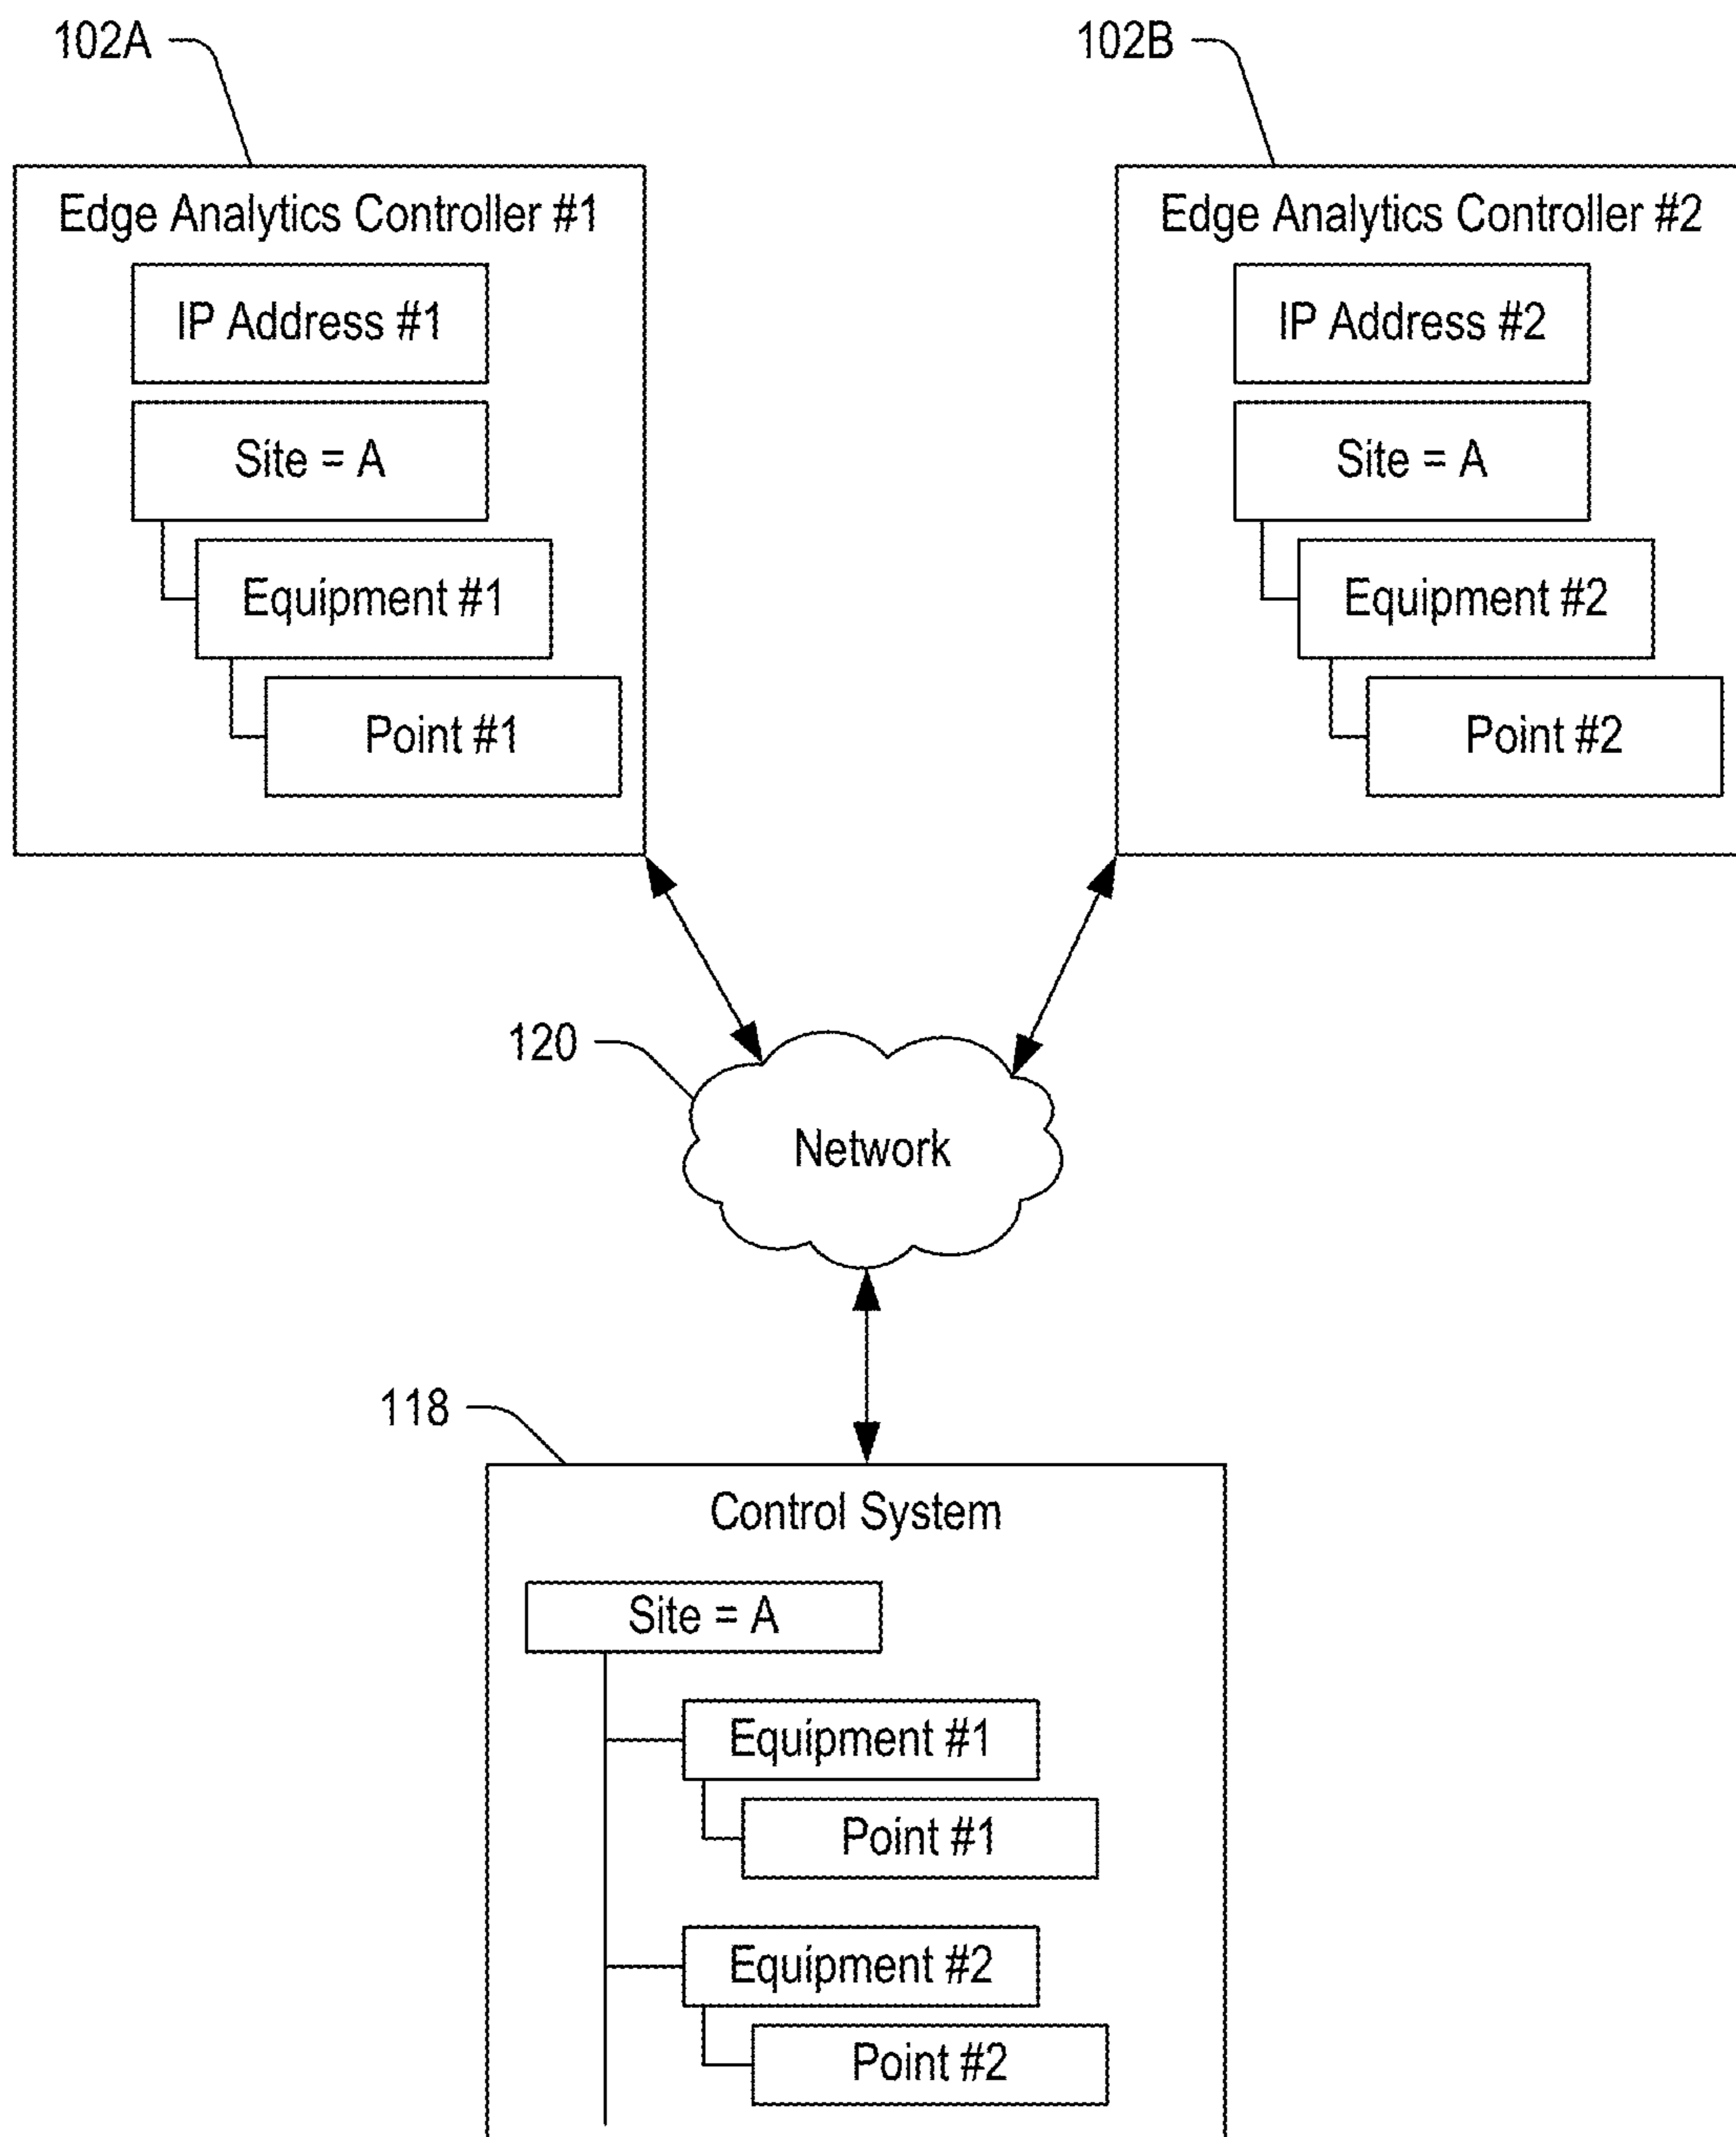 102A
102B
Edge Analytics Controller #1
IP Address #1
Site = A
Equipment #1
Point #1
Edge Analytics Controller #2
IP Address #2
Site = A
Equipment #2
Point #2
120
Network
118
Control System
Site = A
Equipment #1
Point #1
Equipment #2
Point #2